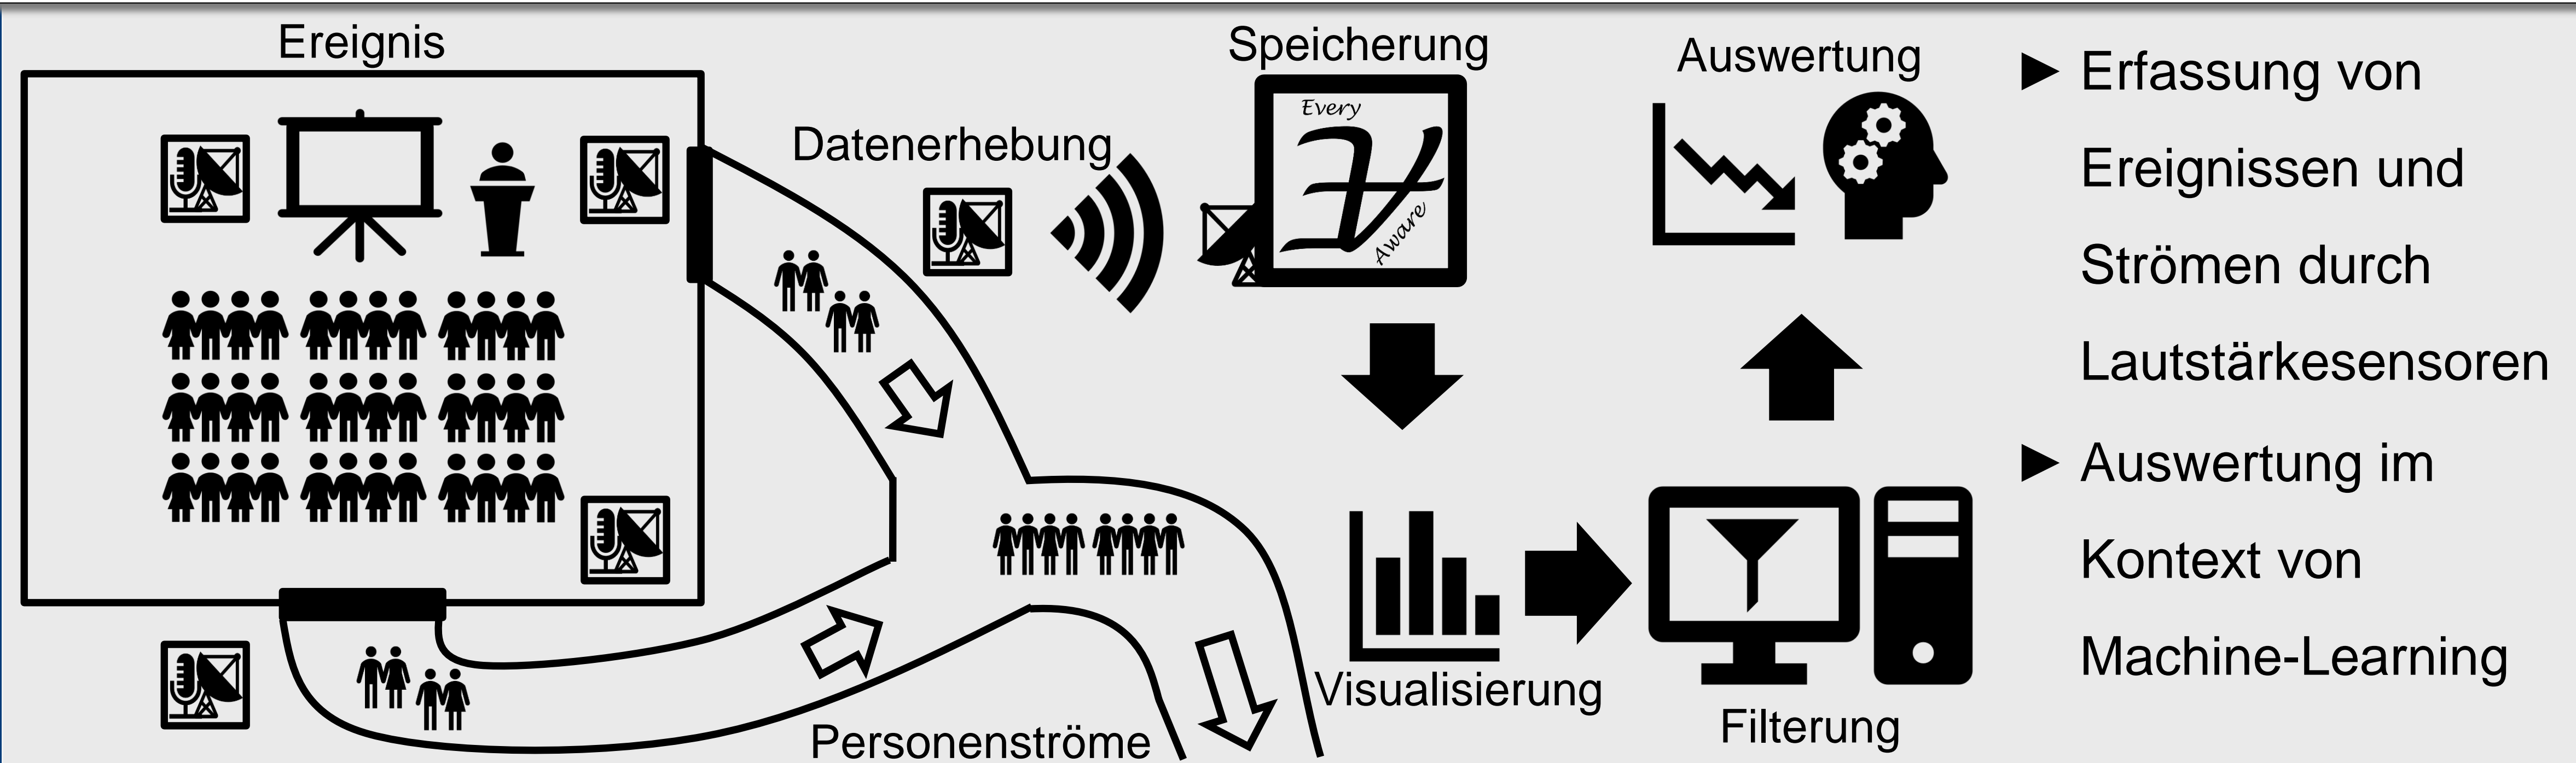 Ereignis
Datenerhebung
Personenströme
Speicherung
Every
Aware
Visualisierung
Filterung
Auswertung
► Erfassung von
Ereignissen und
Strömen durch
Lautstärkesensoren
► Auswertung im
Kontext von
Machine-Learning